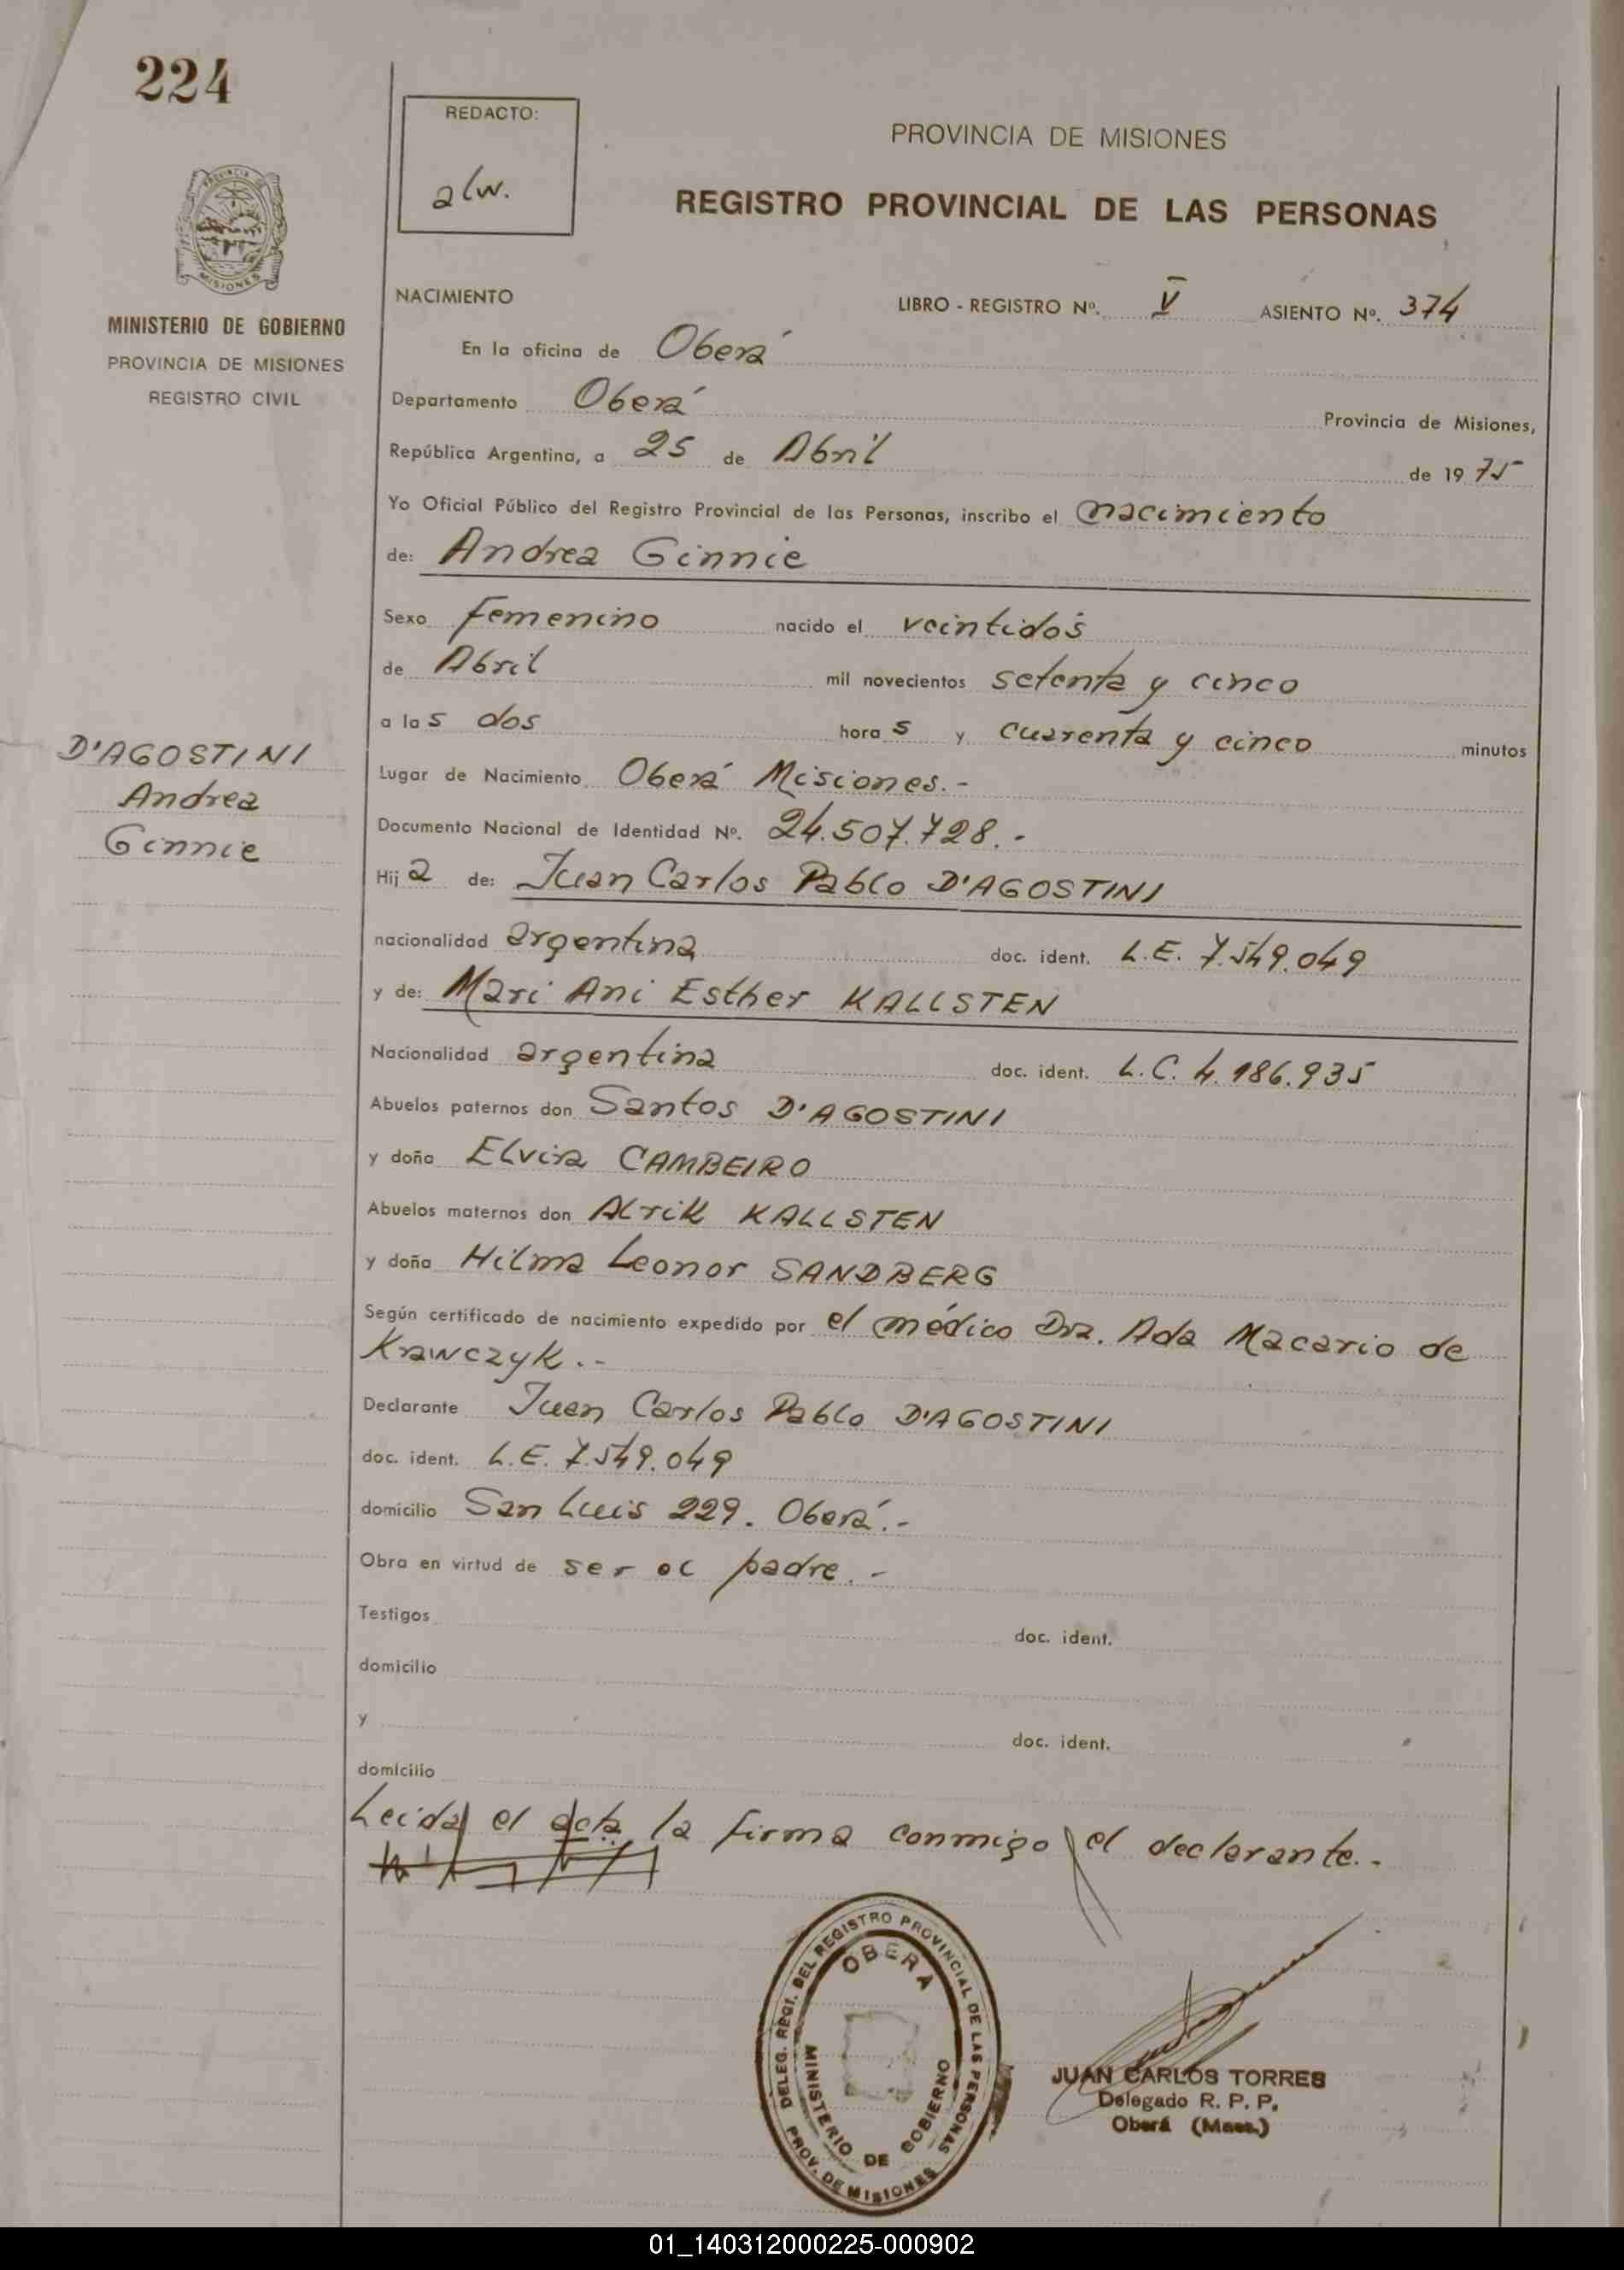 224
REDACTO:
alw.
PROVINCIA DE MISIONES
REGISTRO PROVINCIAL DE LAS PERSONAS
PROVINCIA DE
MISIONES
MINISTERIO DE GOBIERNO
PROVINCIA DE MISIONES
REGISTRO CIVIL
NACIMIENTO
LIBRO - REGISTRO Nº. V ASIENTO Nº. 374
En la oficina de Oberá
Departamento Oberá Provincia de Misiones,
República Argentina, a 25 de Abril de 1975
Yo Oficial Público del Registro Provincial de las Personas, inscribo el nacimiento
de: Andrea Ginnie
Sexo femenino nacido el veintidós
de Abril mil novecientos setenta y cinco
a las dos horas y cuarenta y cinco minutos
D'AGOSTINI
Andrea
Ginnie
Lugar de Nacimiento Oberá Misiones.-
Documento Nacional de Identidad Nº. 24.507.728.-
Hija de: Juan Carlos Pablo D'AGOSTINI
nacionalidad argentina doc. ident. L.E. 7.549.049
y de: Mari Ani Esther KALLSTEN
Nacionalidad argentina doc. ident. L.C. 4.186.935
Abuelos paternos don Santos D'AGOSTINI
y doña Elvira CAMBEIRO
Abuelos maternos don Alrik KALLSTEN
y doña Hilma Leonor SANDBERG
Según certificado de nacimiento expedido por el médico Dra. Ada Macario de
Krawczyk.-
Declarante Juan Carlos Pablo D'AGOSTINI
doc. ident. L.E. 7.549.049
domicilio San Luis 229. Oberá.-
Obra en virtud de ser el padre.-
Testigos doc. ident.
domicilio
y doc. ident.
domicilio
Leida el acta la firma conmigo el declarante.-
DELEG. REGI. DEL REGISTRO PROVINCIAL DE LAS PERSONAS
OBERA
MINISTERIO DE GOBIERNO
PROV. DE MISIONES
JUAN CARLOS TORRES
Delegado R. P. P.
Oberá (Mnes.)
01_140312000225-000902